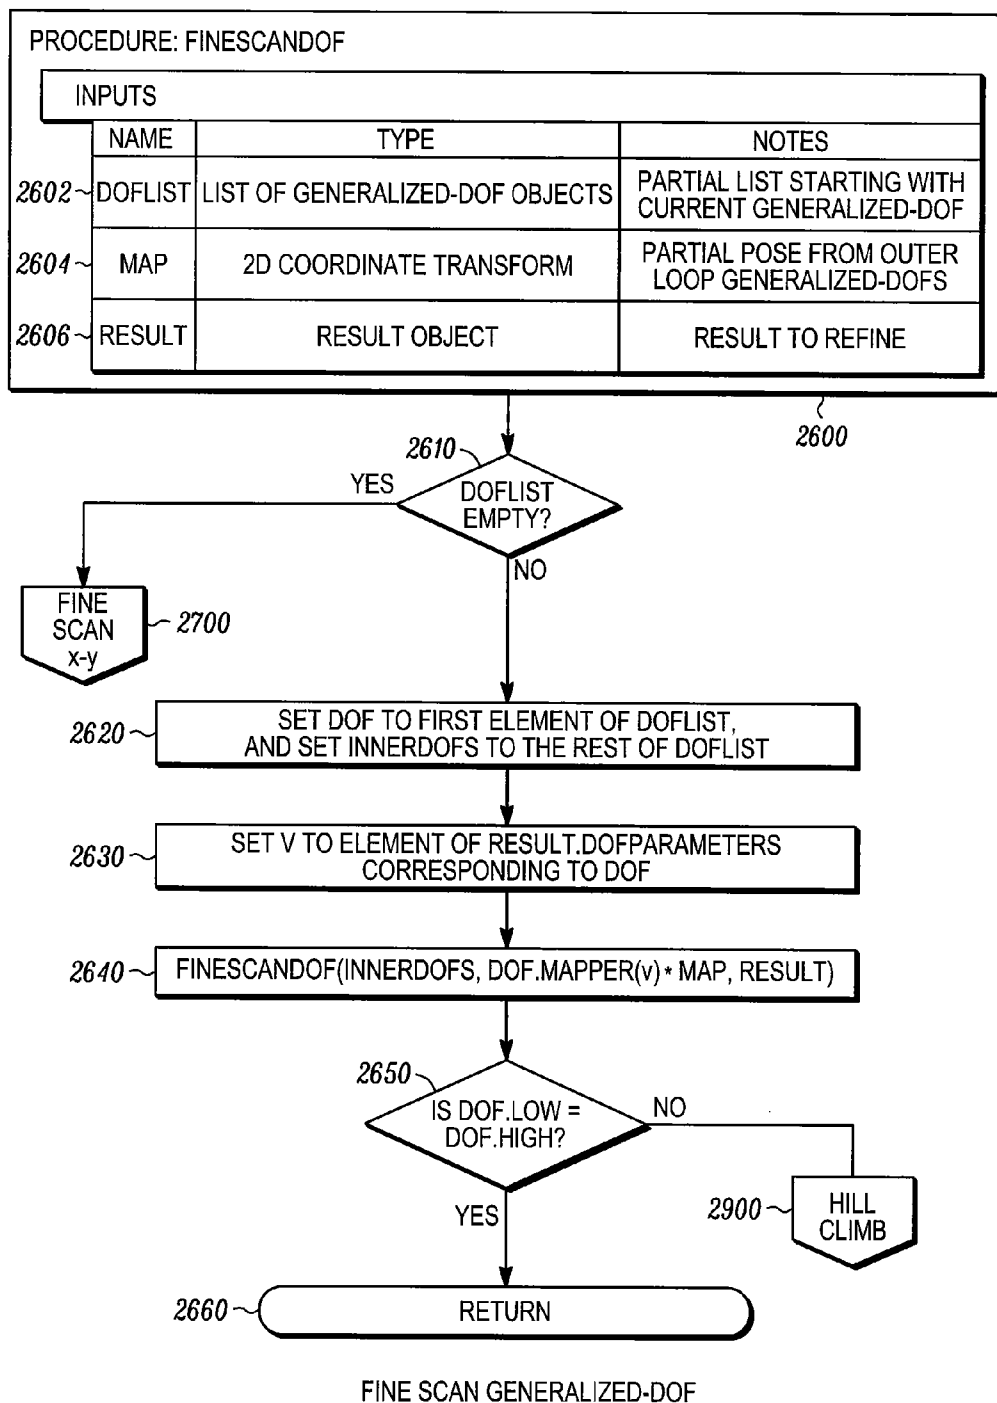 PROCEDURE: FINESCANDOF
INPUTS
NAME TYPE NOTES
2602 DOFLIST LIST OF GENERALIZED-DOF OBJECTS PARTIAL LIST STARTING WITH
CURRENT GENERALIZED-DOF
2604 MAP 2D COORDINATE TRANSFORM PARTIAL POSE FROM OUTER
LOOP GENERALIZED-DOFS
2606 RESULT RESULT OBJECT RESULT TO REFINE
2600
2610
YES
DOFLIST
EMPTY?
NO
FINE
SCAN
x-y
2700
2620
SET DOF TO FIRST ELEMENT OF DOFLIST,
AND SET INNERDOFS TO THE REST OF DOFLIST
2630
SET V TO ELEMENT OF RESULT.DOFPARAMETERS
CORRESPONDING TO DOF
2640
FINESCANDOF(INNERDOFS, DOF.MAPPER(v) * MAP, RESULT)
2650
IS DOF.LOW =
DOF.HIGH?
NO
YES
2900
HILL
CLIMB
2660
RETURN
FINE SCAN GENERALIZED-DOF